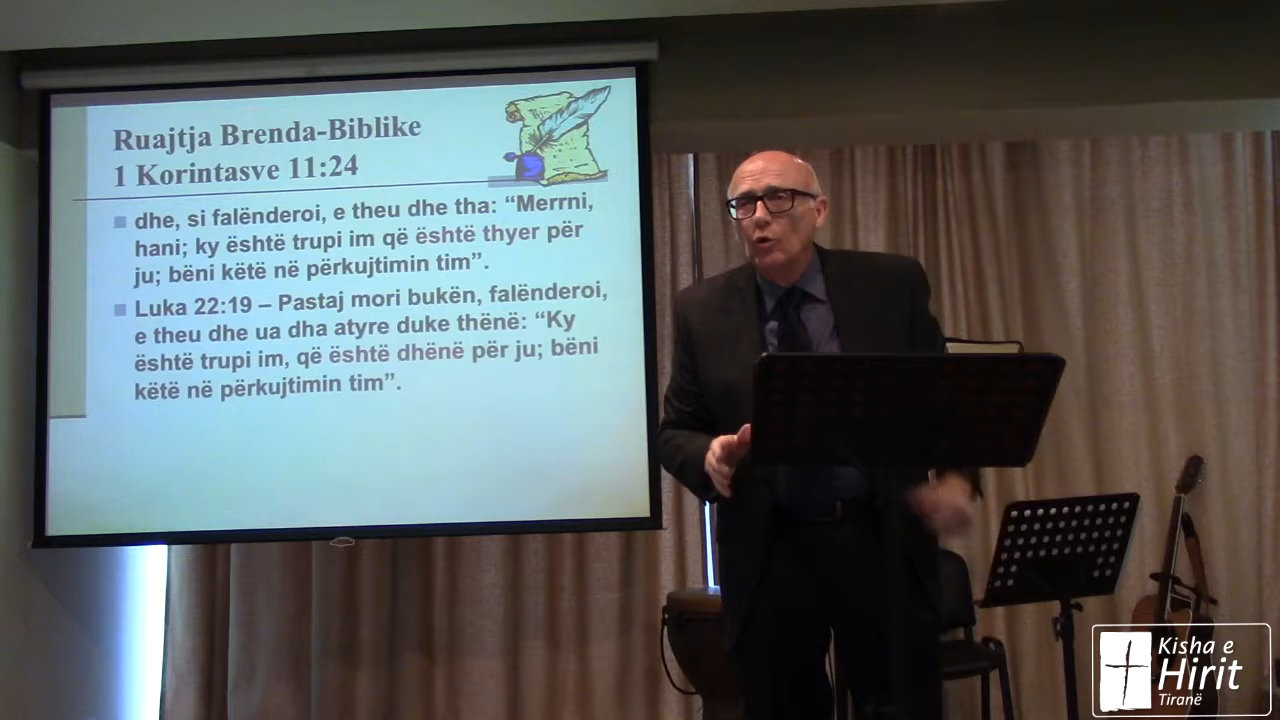 Ruajtja Brenda-Biblike
1 Korintasve 11:24
dhe, si falënderoi, e theu dhe tha: “Merrni,
hani; ky është trupi im që është thyer për
ju; bëni këtë në përkujtimin tim”.
Luka 22:19 – Pastaj mori bukën, falënderoi,
e theu dhe ua dha atyre duke thënë: “Ky
është trupi im, që është dhënë për ju; bëni
këtë në përkujtimin tim”.
Kisha e
Hirit
Tiranë